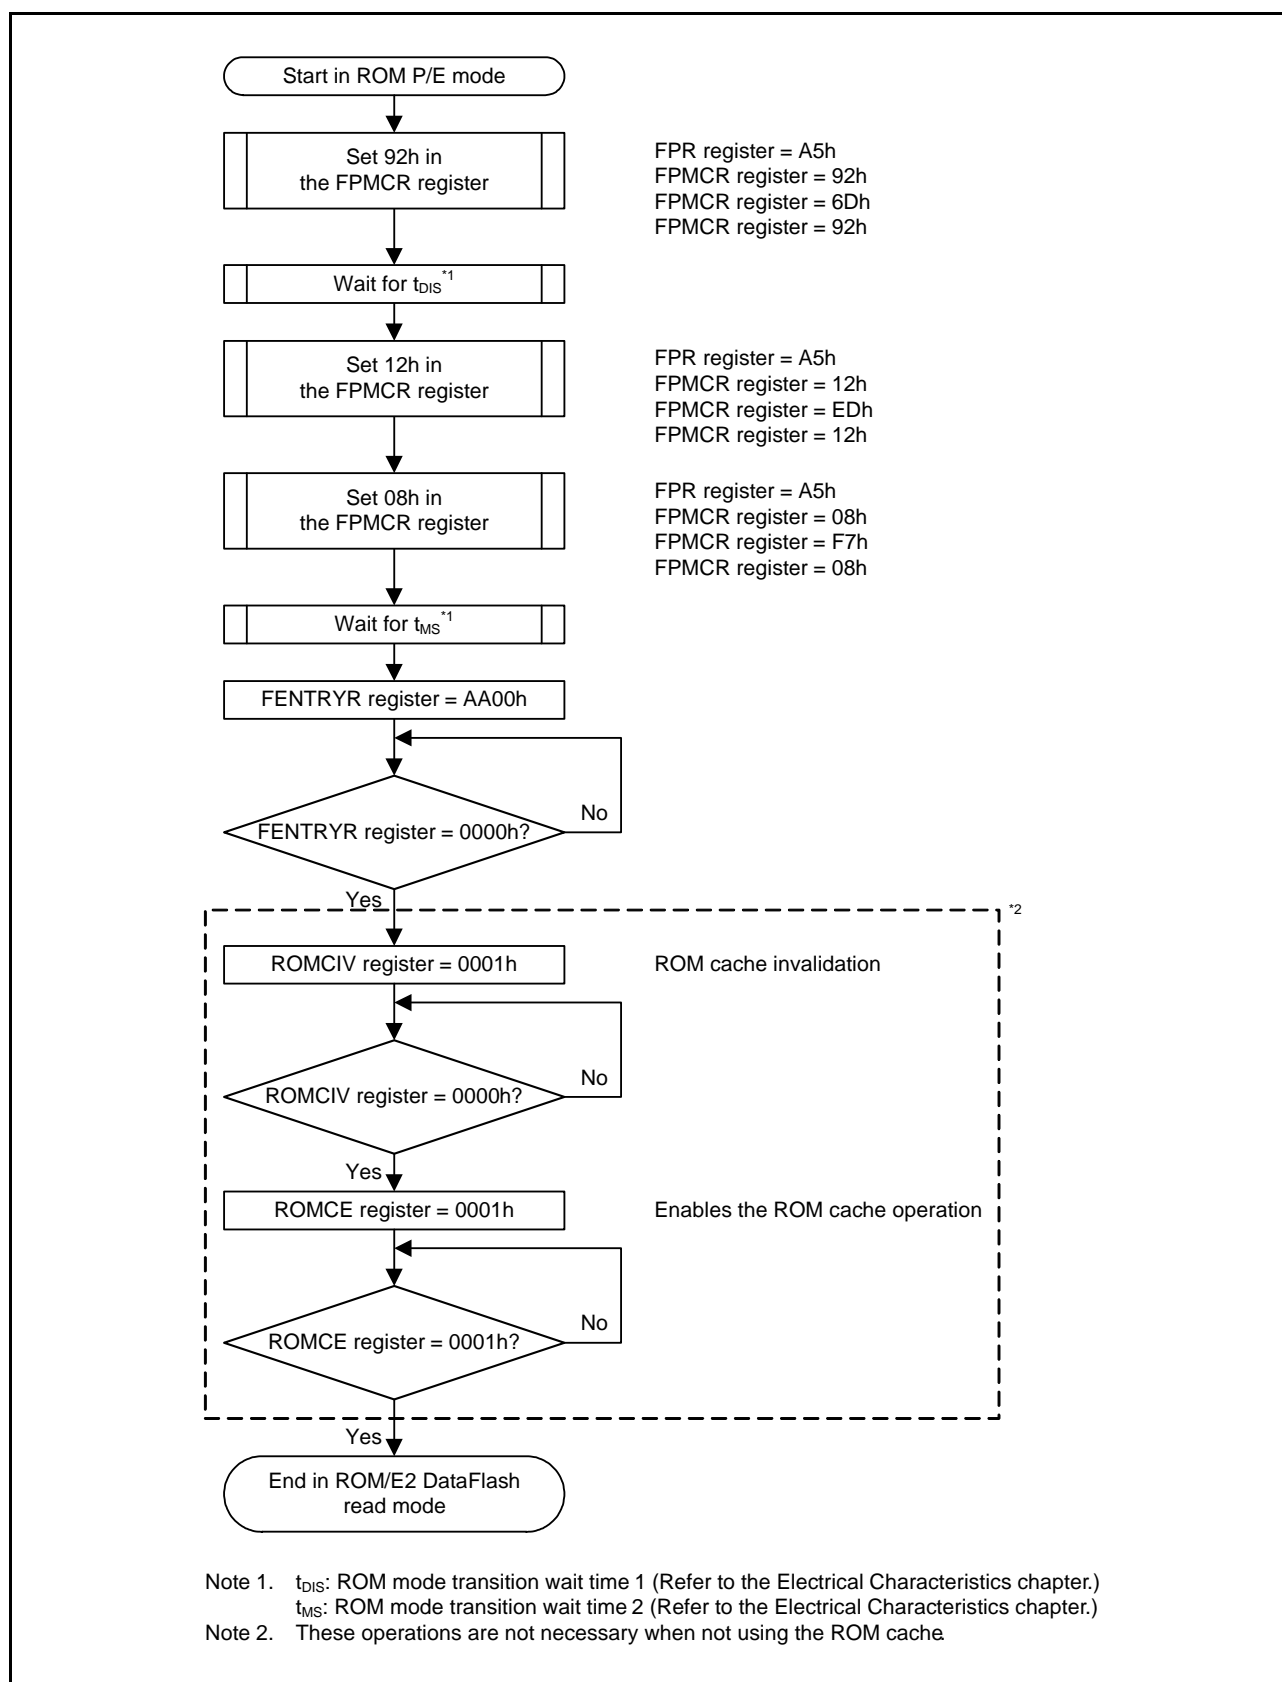 Start in ROM P/E mode
Set 92h in
the FPMCR register
FPR register = A5h
FPMCR register = 92h
FPMCR register = 6Dh
FPMCR register = 92h
Wait for tDIS*1
Set 12h in
the FPMCR register
FPR register = A5h
FPMCR register = 12h
FPMCR register = EDh
FPMCR register = 12h
Set 08h in
the FPMCR register
FPR register = A5h
FPMCR register = 08h
FPMCR register = F7h
FPMCR register = 08h
Wait for tMS*1
FENTRYR register = AA00h
FENTRYR register = 0000h?
No
Yes
*2
ROMCIV register = 0001h
ROM cache invalidation
ROMCIV register = 0000h?
No
Yes
ROMCE register = 0001h
Enables the ROM cache operation
ROMCE register = 0001h?
No
Yes
End in ROM/E2 DataFlash
read mode
Note 1. tDIS: ROM mode transition wait time 1 (Refer to the Electrical Characteristics chapter.)
tMS: ROM mode transition wait time 2 (Refer to the Electrical Characteristics chapter.)
Note 2. These operations are not necessary when not using the ROM cache.